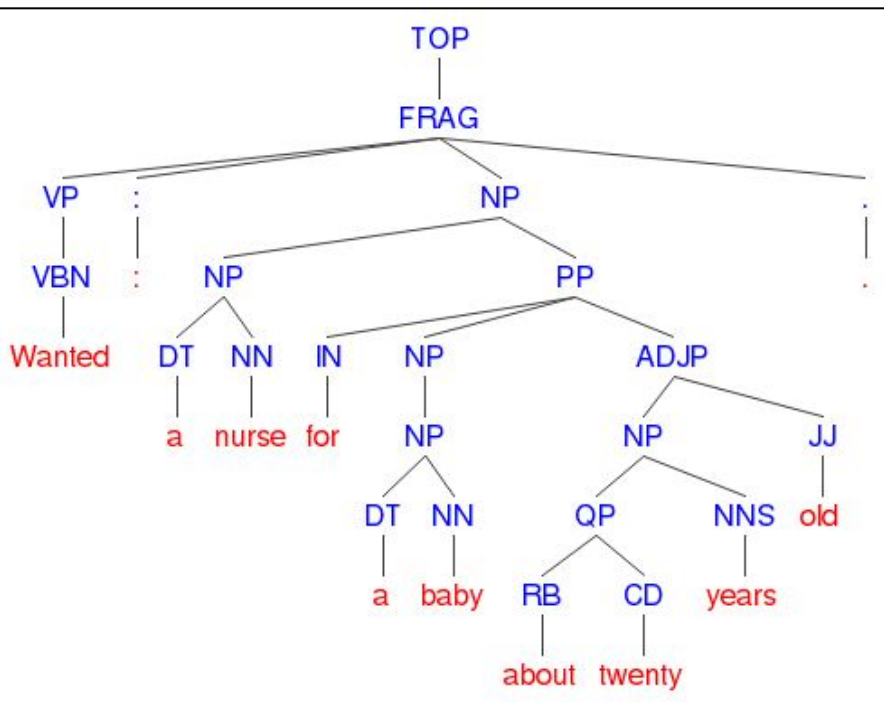 TOP
FRAG
VP : NP .
VBN : NP PP .
Wanted DT NN IN NP ADJP
a nurse for NP NP JJ
DT NN QP NNS old
a baby RB CD years
about twenty